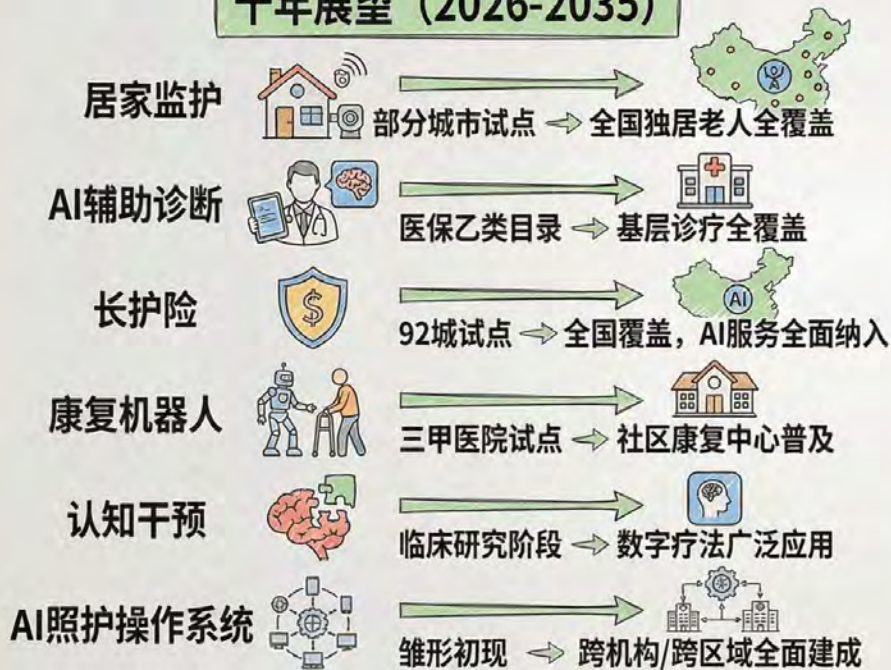 十年展望（2026-2035）
居家监护
部分城市试点 → 全国独居老人全覆盖
AI辅助诊断
医保乙类目录 → 基层诊疗全覆盖
长护险
$
AI
92城试点 → 全国覆盖，AI服务全面纳入
康复机器人
三甲医院试点 → 社区康复中心普及
认知干预
临床研究阶段 → 数字疗法广泛应用
AI照护操作系统
雏形初现 → 跨机构/跨区域全面建成